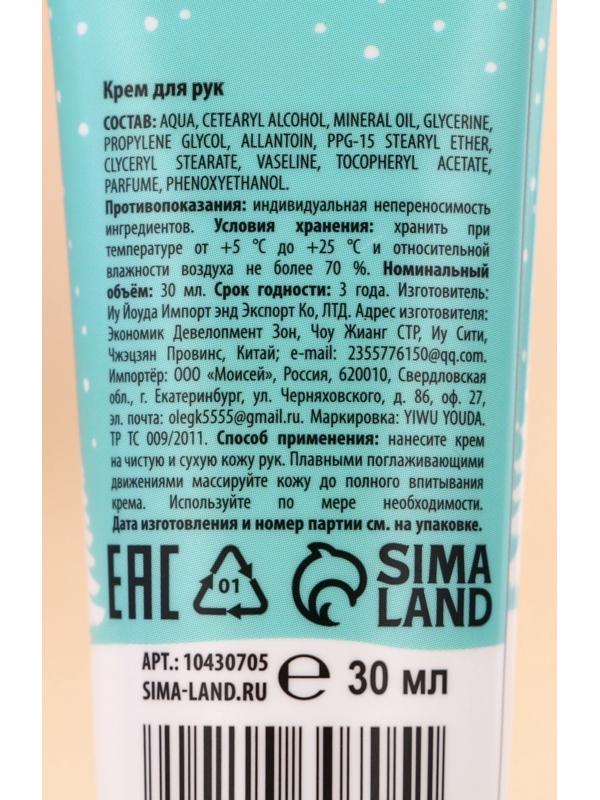 Крем для рук
СОСТАВ: AQUA, CETEARYL ALCOHOL, MINERAL OIL, GLYCERINE,
PROPYLENE GLYCOL, ALLANTOIN, PPG-15 STEARYL ETHER,
CLYCERYL STEARATE, VASELINE, TOCOPHERYL ACETATE,
PARFUME, PHENOXYETHANOL.
Противопоказания: индивидуальная непереносимость
ингредиентов. Условия хранения: хранить при
температуре от +5 °C до +25 °C и относительной
влажности воздуха не более 70 %. Номинальный
объём: 30 мл. Срок годности: 3 года. Изготовитель:
Иу Йоуда Импорт энд Экспорт Ко, ЛТД. Адрес изготовителя:
Экономик Девелопмент Зон, Чоу Жианг СТР, Иу Сити,
Чжэцзян Провинс, Китай; e-mail: 2355776150@qq.com.
Импортёр: ООО «Моисей», Россия, 620010, Свердловская
обл., г. Екатеринбург, ул. Черняховского, д. 86, оф. 27,
эл. почта: olegk5555@gmail.ru. Маркировка: YIWU YOUDA.
ТР ТС 009/2011. Способ применения: нанесите крем
на чистую и сухую кожу рук. Плавными поглаживающими
движениями массируйте кожу до полного впитывания
крема. Используйте по мере необходимости.
Дата изготовления и номер партии см. на упаковке.
EAC 01 SIMA LAND
АРТ.: 10430705
SIMA-LAND.RU ℮ 30 мл